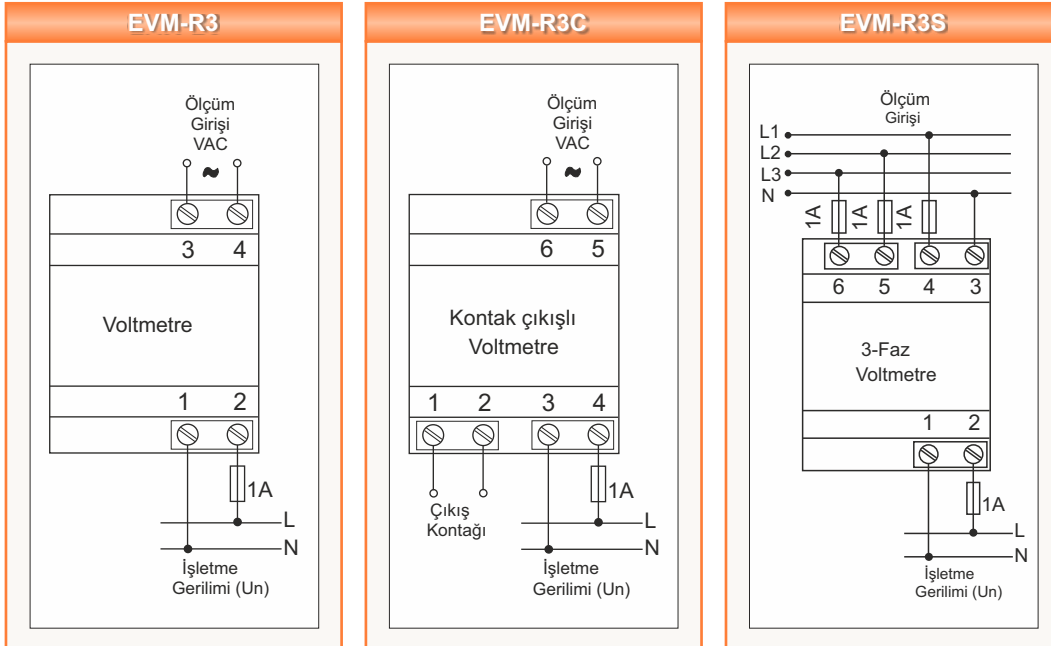 EVM-R3
Ölçüm
Girişi
VAC
~
3 4
Voltmetre
1 2
1A
L
N
İşletme
Gerilimi (Un)
EVM-R3C
Ölçüm
Girişi
VAC
~
6 5
Kontak çıkışlı
Voltmetre
1 2 3 4
Çıkış
Kontağı
1A
L
N
İşletme
Gerilimi (Un)
EVM-R3S
Ölçüm
Girişi
L1
L2
L3
N
1A 1A 1A
6 5 4 3
3-Faz
Voltmetre
1 2
1A
L
N
İşletme
Gerilimi (Un)